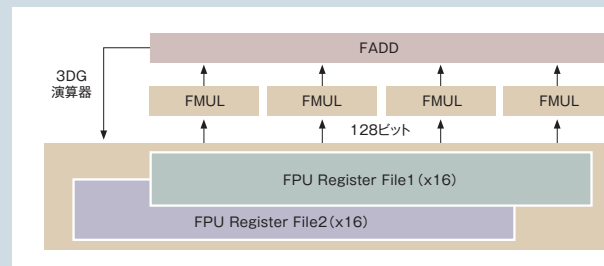 FADD
3DG
演算器
FMUL FMUL FMUL FMUL
128ビット
FPU Register File1(x16)
FPU Register File2(x16)